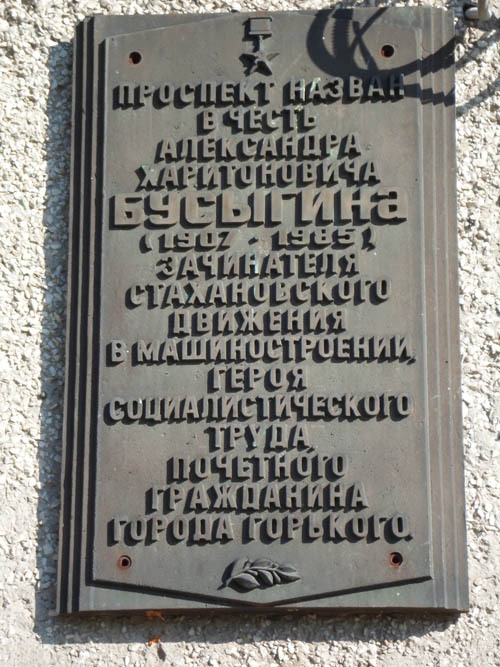 ПРОСПЕКТ НАЗВАН
В ЧЕСТЬ
АЛЕКСАНДРА
ХАРИТОНОВИЧА
БУСЫГИНА
(1907 - 1985),
ЗАЧИНАТЕЛЯ
СТАХАНОВСКОГО
ДВИЖЕНИЯ
В МАШИНОСТРОЕНИИ,
ГЕРОЯ
СОЦИАЛИСТИЧЕСКОГО
ТРУДА,
ПОЧЕТНОГО
ГРАЖДАНИНА
ГОРОДА ГОРЬКОГО.